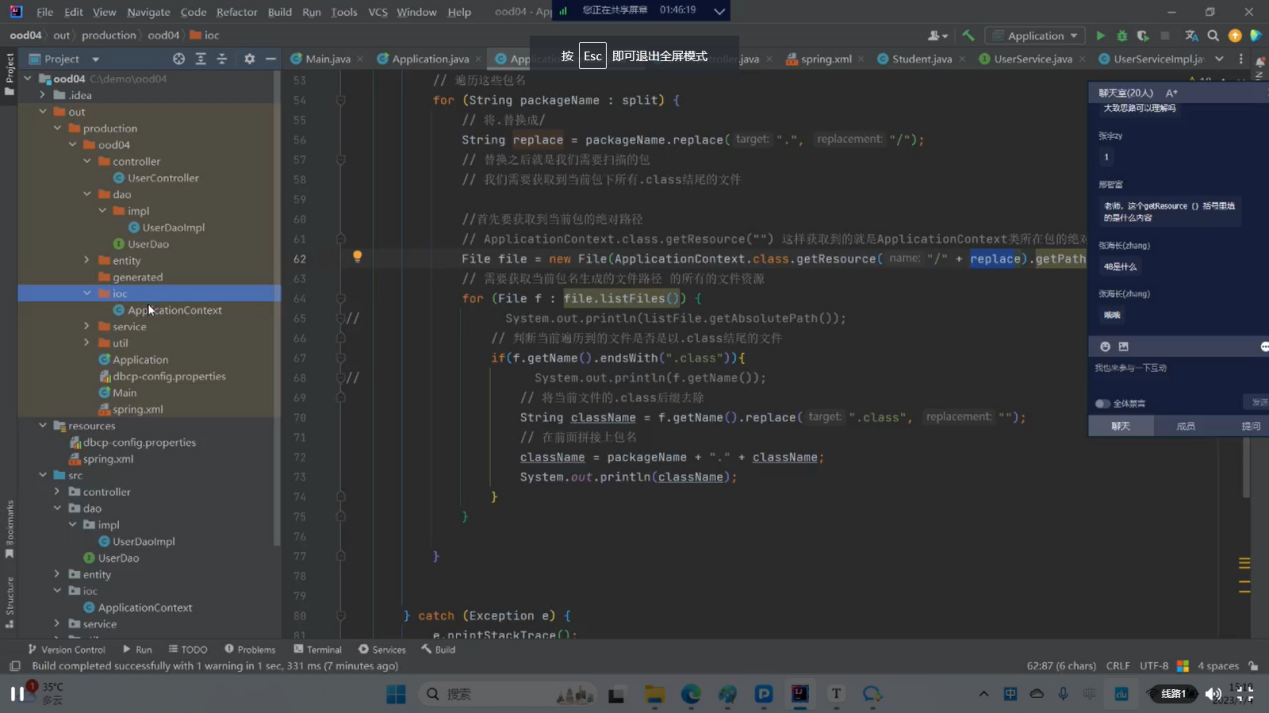 File Edit View Navigate Code Refactor Build Run Tools VCS Window Help ood04 - App
您正在共享屏幕 01:46:19
ood04 out production ood04 ioc
Application
按 Esc 即可退出全屏模式
Project
Main.java
Application.java
spring.xml
Student.java
UserService.java
UserServiceImpl.ja
ood04 C:\demo\ood04
.idea
out
production
ood04
controller
UserController
dao
impl
UserDaoImpl
UserDao
entity
generated
ioc
ApplicationContext
service
util
Application
dbcp-config.properties
Main
spring.xml
resources
dbcp-config.properties
spring.xml
src
controller
dao
impl
UserDaoImpl
UserDao
entity
ioc
ApplicationContext
service
Project
Bookmarks
Structure
53 // 遍历这些包名
54 for (String packageName : split) {
55 // 将.替换成/
56 String replace = packageName.replace( target: ".", replacement: "/");
57 // 替换之后就是我们需要扫描的包
58 // 我们需要获取到当前包下所有.class结尾的文件
59
60 //首先要获取到当前包的绝对路径
61 // ApplicationContext.class.getResource("") 这样获取到的就是ApplicationContext类所在包的绝对
62 File file = new File(ApplicationContext.class.getResource( name: "/" + replace).getPath
63 // 需要获取当前包名生成的文件路径 的所有的文件资源
64 for (File f : file.listFiles()) {
65 // System.out.println(listFile.getAbsolutePath());
66 // 判断当前遍历到的文件是否是以.class结尾的文件
67 if(f.getName().endsWith(".class")){
68 // System.out.println(f.getName());
69 // 将当前文件的.class后缀去除
70 String className = f.getName().replace( target: ".class", replacement: "");
71 // 在前面拼接上包名
72 className = packageName + "." + className;
73 System.out.println(className);
74 }
75 }
76
77 }
78
79
80 } catch (Exception e) {
81 e.printStackTrace();
聊天室(20人) A+
大致思路可以理解吗
张宇zy
1
邢密富
老师，这个getResource（）括号里填
的是什么内容
张海长(zhang)
48是什么
张海长(zhang)
嘀嘀
我也来参与一下互动
全体禁言
聊天 成员 提问
Version Control Run TODO Problems Terminal Services Build
Build completed successfully with 1 warning in 1 sec, 331 ms (7 minutes ago)
62:87 (6 chars) CRLF UTF-8 4 spaces
35°C
多云
搜索
中
线路1